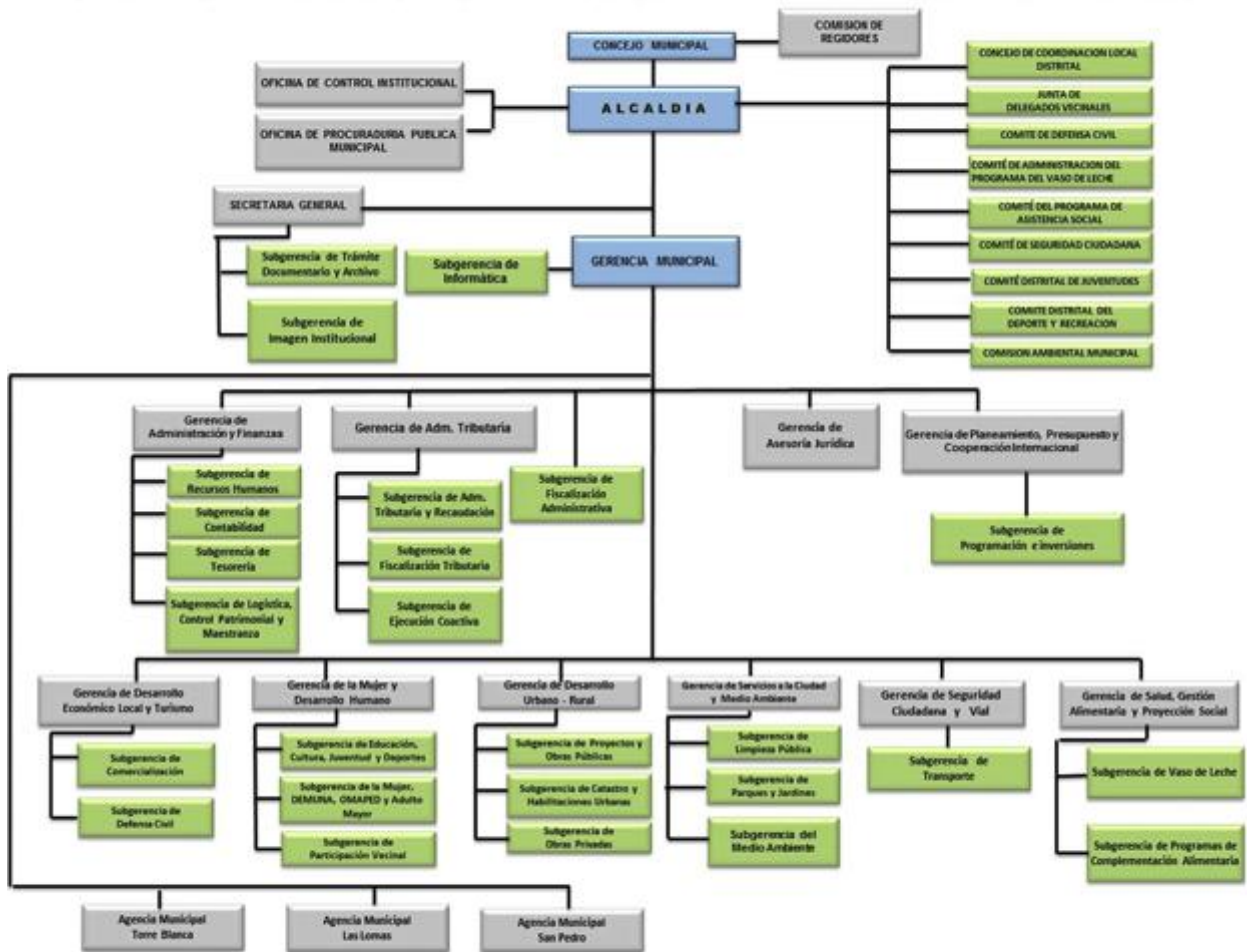 COMISION DE
REGIDORES
CONCEJO MUNICIPAL
OFICINA DE CONTROL INSTITUCIONAL
ALCALDIA
OFICINA DE PROCURADURIA PUBLICA
MUNICIPAL
CONCEJO DE COORDINACION LOCAL
DISTRITAL
JUNTA DE
DELEGADOS VECINALES
COMITE DE DEFENSA CIVIL
COMITÉ DE ADMINISTRACION DEL
PROGRAMA DEL VASO DE LECHE
COMITÉ DEL PROGRAMA DE
ASISTENCIA SOCIAL
COMITÉ DE SEGURIDAD CIUDADANA
COMITÉ DISTRITAL DE JUVENTUDES
COMITE DISTRITAL DEL
DEPORTE Y RECREACION
COMISION AMBIENTAL MUNICIPAL
SECRETARIA GENERAL
Subgerencia de Trámite
Documentario y Archivo
Subgerencia de
Imagen Institucional
Subgerencia de
Informática
GERENCIA MUNICIPAL
Gerencia de
Administración y Finanzas
Subgerencia de
Recursos Humanos
Subgerencia de
Contabilidad
Subgerencia de
Tesorería
Subgerencia de Logística,
Control Patrimonial y
Maestranza
Gerencia de Adm. Tributaria
Subgerencia de Adm.
Tributaria y Recaudación
Subgerencia de
Fiscalización Tributaria
Subgerencia de
Ejecución Coactiva
Subgerencia de
Fiscalización
Administrativa
Gerencia de
Asesoría Jurídica
Gerencia de Planeamiento, Presupuesto y
Cooperación Internacional
Subgerencia de
Programación e Inversiones
Gerencia de Desarrollo
Económico Local y Turismo
Subgerencia de
Comercialización
Subgerencia de
Defensa Civil
Gerencia de la Mujer y
Desarrollo Humano
Subgerencia de Educación,
Cultura, Juventud y Deportes
Subgerencia de la Mujer,
DEMUNA, OMAPED y Adulto
Mayor
Subgerencia de
Participación Vecinal
Gerencia de Desarrollo
Urbano - Rural
Subgerencia de Proyectos y
Obras Públicas
Subgerencia de Catastro y
Habilitaciones Urbanas
Subgerencia de
Obras Privadas
Gerencia de Servicios a la Ciudad
y Medio Ambiente
Subgerencia de
Limpieza Pública
Subgerencia de
Parques y Jardines
Subgerencia del
Medio Ambiente
Gerencia de Seguridad
Ciudadana y Vial
Subgerencia de
Transporte
Gerencia de Salud, Gestión
Alimentaria y Proyección Social
Subgerencia de Vaso de Leche
Subgerencia de Programas de
Complementación Alimentaria
Agencia Municipal
Torre Blanca
Agencia Municipal
Las Lomas
Agencia Municipal
San Pedro